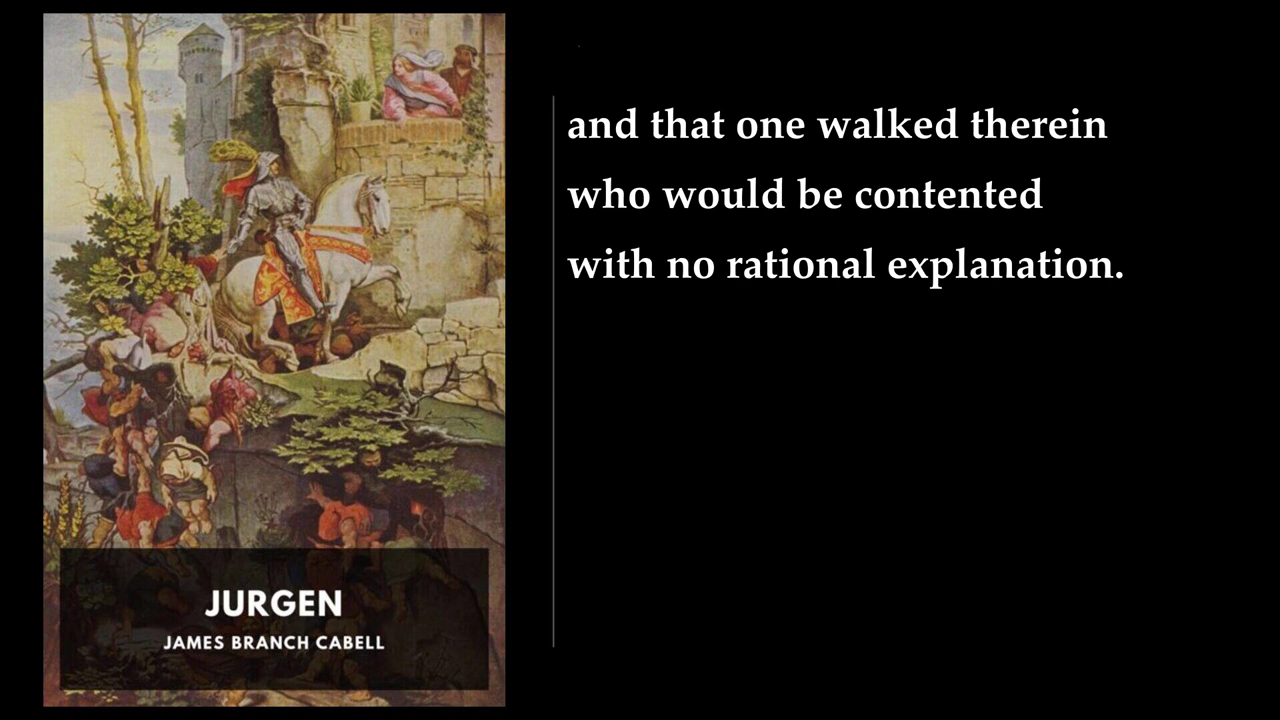 and that one walked therein
who would be contented
with no rational explanation.
JURGEN
JAMES BRANCH CABELL